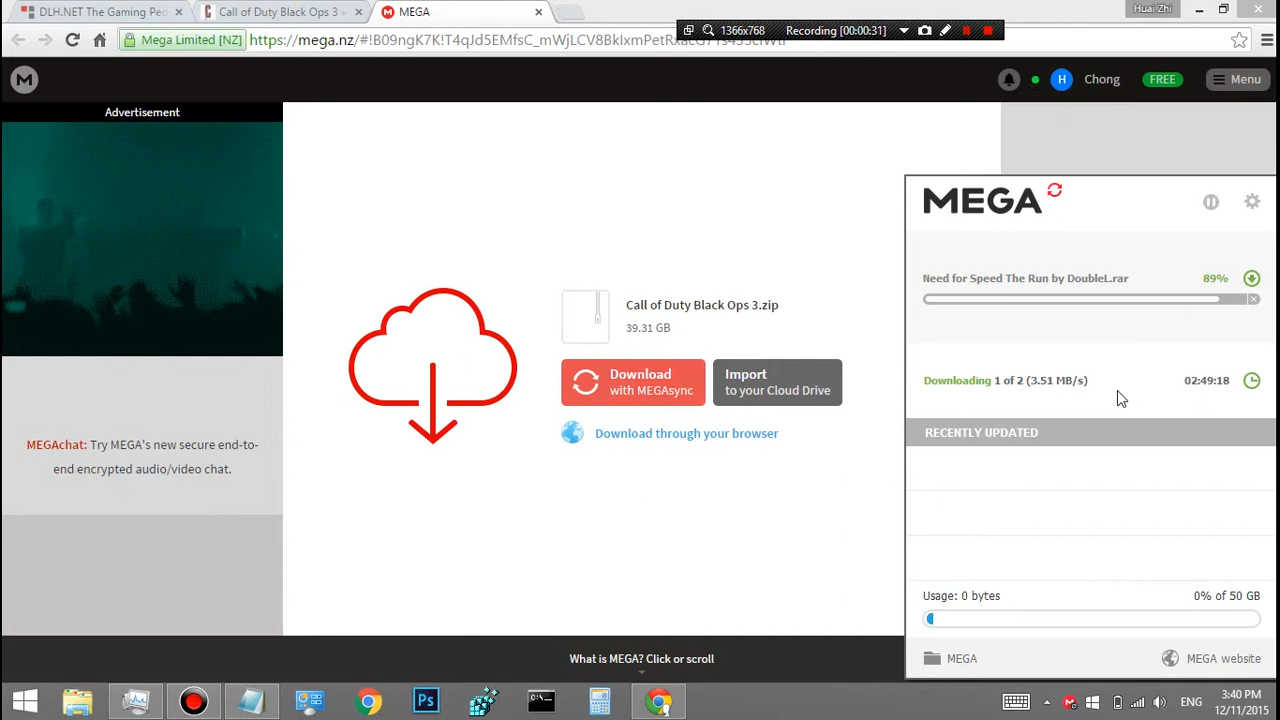 DLH.NET The Gaming Peo
Call of Duty Black Ops 3 «
MEGA
Huai Zhi
1366x768
Recording [00:00:31]
Mega Limited [NZ]
https://mega.nz/#!B09ngK7K!T4qJd5EMfsC_mWjLCV8BkIxmPetRxacG
M
H
Chong
FREE
Menu
Advertisement
MEGA
Need for Speed The Run by DoubleL.rar
89%
Call of Duty Black Ops 3.zip
39.31 GB
Download
with MEGAsync
Import
to your Cloud Drive
Downloading 1 of 2 (3.51 MB/s)
02:49:18
Download through your browser
RECENTLY UPDATED
MEGAchat: Try MEGA's new secure end-to-
end encrypted audio/video chat.
Usage: 0 bytes
0% of 50 GB
What is MEGA? Click or scroll
MEGA
MEGA website
Ps
C:\_
ENG
3:40 PM
12/11/2015